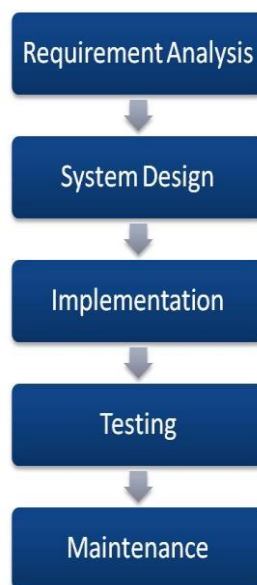 Requirement Analysis
System Design
Implementation
Testing
Maintenance